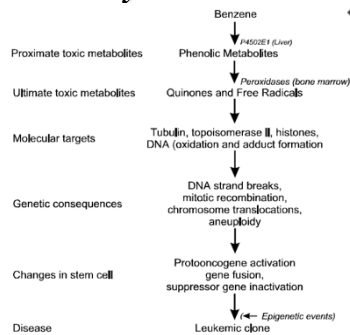 Benzene
P4502E1 (Liver)
Proximate toxic metabolites Phenolic Metabolites
Peroxidases (bone marrow)
Ultimate toxic metabolites Quinones and Free Radicals
Molecular targets Tubulin, topoisomerase II, histones,
DNA (oxidation and adduct formation
DNA strand breaks,
Genetic consequences mitotic recombination,
chromosome translocations,
aneuploidy
Protooncogene activation
Changes in stem cell gene fusion,
suppressor gene inactivation
(Epigenetic events)
Disease Leukemic clone